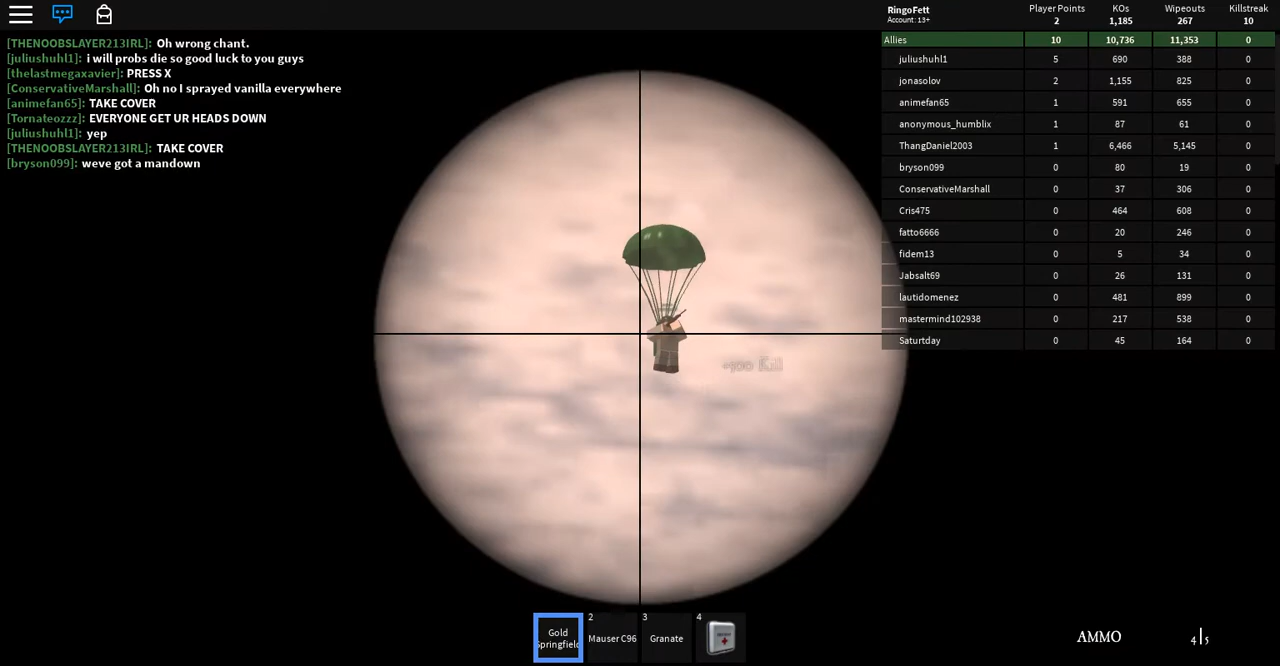 RingoFett
Account: 13+
Player Points KOs Wipeouts Killstreak
2 1,185 267 10
Allies 10 10,736 11,353 0
juliushuhl1 5 690 388 0
jonasolov 2 1,155 825 0
animefan65 1 591 655 0
anonymous_humblix 1 87 61 0
ThangDaniel2003 1 6,466 5,145 0
bryson099 0 80 19 0
ConservativeMarshall 0 37 306 0
Cris475 0 464 608 0
fatto6666 0 20 246 0
fidem13 0 5 34 0
Jabsalt69 0 26 131 0
lautidomenez 0 481 899 0
mastermind102938 0 217 538 0
Saturtday 0 45 164 0
[THENOOBSLAYER213IRL]: Oh wrong chant.
[juliushuhl1]: i will probs die so good luck to you guys
[thelastmegaxavier]: PRESS X
[ConservativeMarshall]: Oh no I sprayed vanilla everywhere
[animefan65]: TAKE COVER
[Tornateozzz]: EVERYONE GET UR HEADS DOWN
[juliushuhl1]: yep
[THENOOBSLAYER213IRL]: TAKE COVER
[bryson099]: weve got a mandown
Kill
Gold
Springfield
2
Mauser C96
3
Granate
4
AMMO 4|5